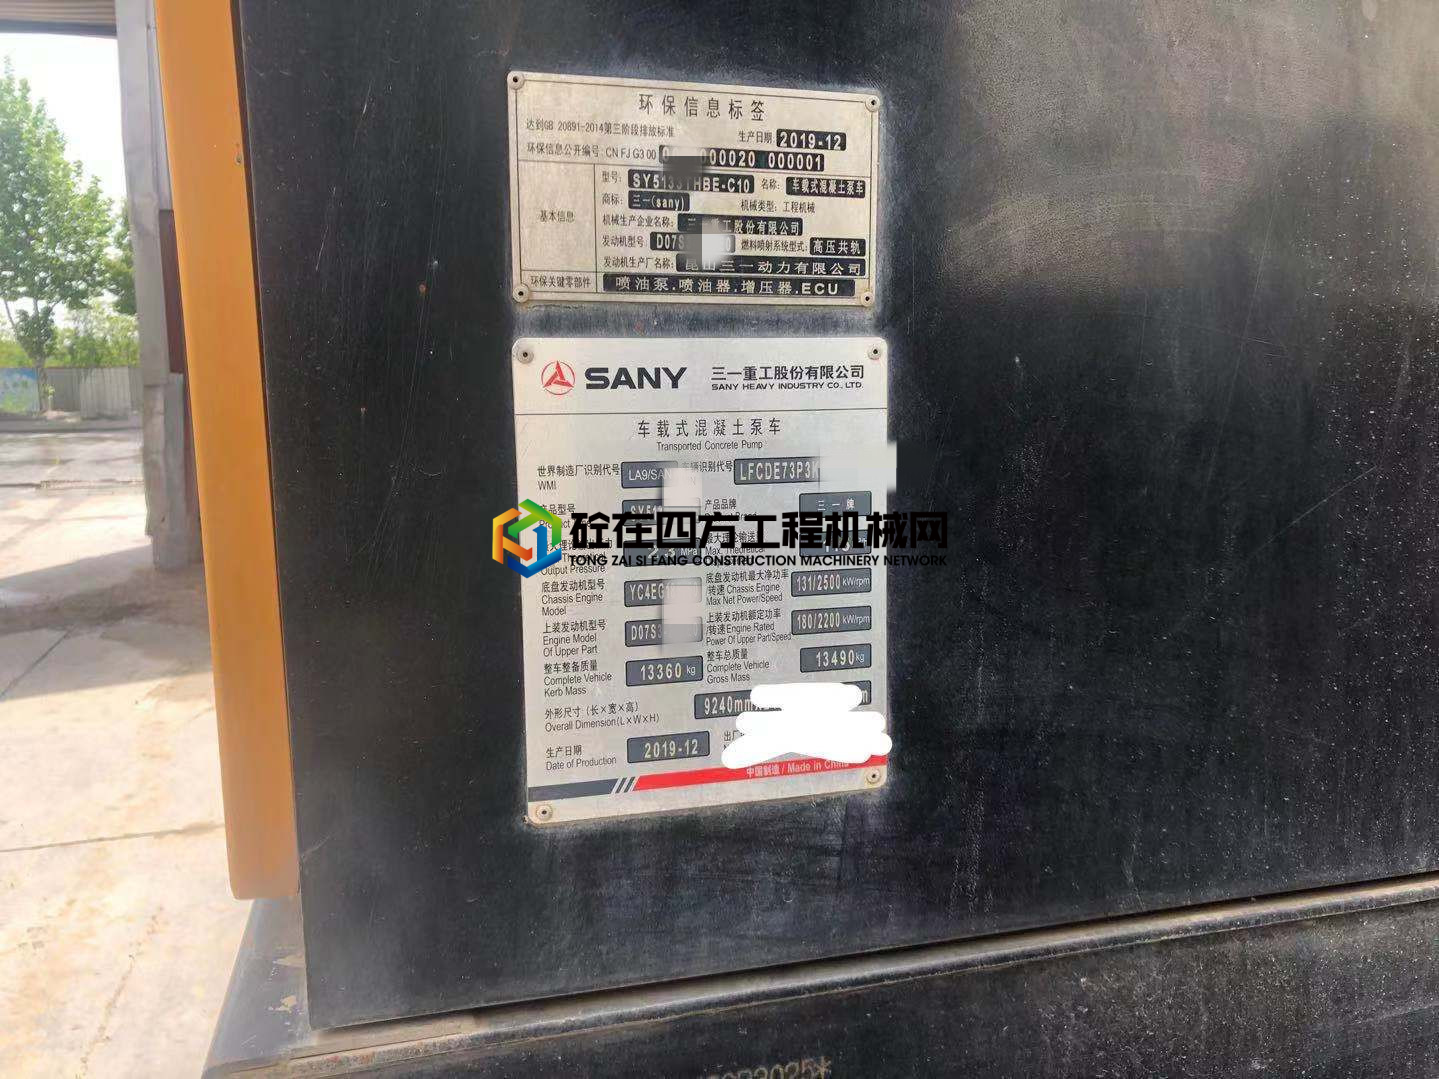 环保信息标签
达到GB 20891-2014第三阶段排放标准
生产日期 2019-12
环保信息公开编号: CN FJ G3 00 000020 000001
基本信息
型号: SY5133THBE-C10 名称: 车载式混凝土泵车
商标: 三一(sany) 机械类型: 工程机械
机械生产企业名称: 三一重工股份有限公司
发动机型号: D07S 燃料喷射系统型式: 高压共轨
发动机生产厂名称: 昆山三一动力有限公司
环保关键零部件 喷油泵.喷油器.增压器.ECU
SANY 三一重工股份有限公司
SANY HEAVY INDUSTRY CO., LTD.
车载式混凝土泵车
Transported Concrete Pump
世界制造厂识别代号 LA9/SAN 识别代号 LFCDE73P3
WMI
产品型号 SY51 产品品牌 三一牌
砼在四方工程机械网
TONG ZAI SI FANG CONSTRUCTION MACHINERY NETWORK
MPa
Output Pressure
底盘发动机型号 YC4EG 底盘发动机最大净功率 131/2500 kW/rpm
Chassis Engine /转速 Chassis Engine
Model Max Net Power/Speed
上装发动机型号 D07S 上装发动机额定功率 180/2200 kW/rpm
Engine Model /转速 Engine Rated
Of Upper Part Power Of Upper Part/Speed
整车整备质量 13360 kg 整车总质量 13490 kg
Complete Vehicle Complete Vehicle
Kerb Mass Gross Mass
外形尺寸 (长×宽×高) 9240mm
Overall Dimension(L×W×H)
生产日期 2019-12 出厂
Date of Production
中国制造 / Made in China